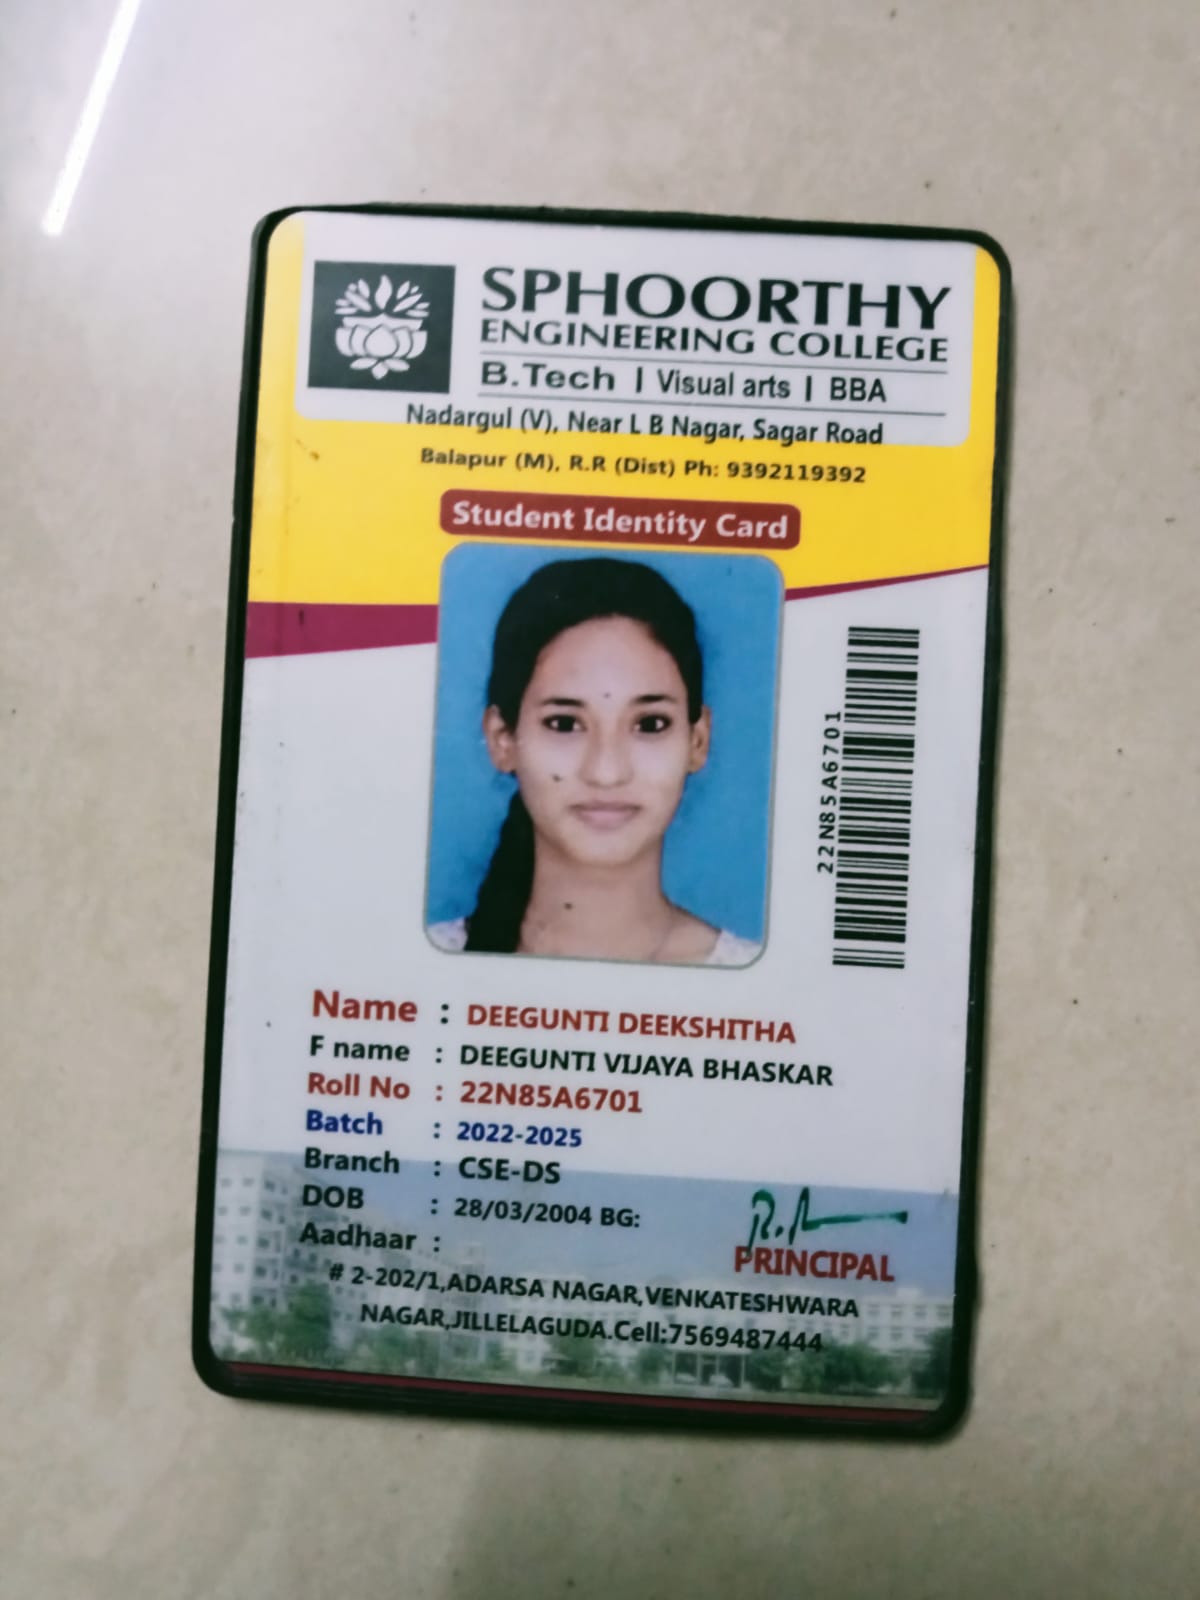 SPHOORTHY
ENGINEERING COLLEGE
B.Tech | Visual arts | BBA
Nadargul (V), Near L B Nagar, Sagar Road
Balapur (M), R.R (Dist) Ph: 9392119392
Student Identity Card
22N85A6701
Name : DEEGUNTI DEEKSHITHA
F name : DEEGUNTI VIJAYA BHASKAR
Roll No : 22N85A6701
Batch : 2022-2025
Branch : CSE-DS
DOB : 28/03/2004 BG:
Aadhaar :
PRINCIPAL
# 2-202/1,ADARSA NAGAR,VENKATESHWARA
NAGAR,JILLELAGUDA.Cell:7569487444